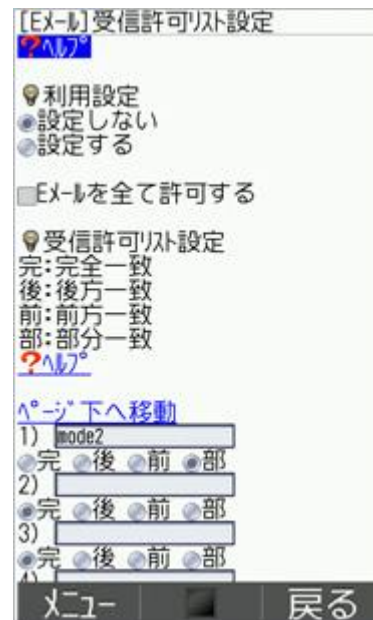 [Eﾒｰﾙ]受信許可ﾘｽﾄ設定
?ﾍﾙﾌﾟ
利用設定
設定しない
設定する
Eﾒｰﾙを全て許可する
受信許可ﾘｽﾄ設定
完:完全一致
後:後方一致
前:前方一致
部:部分一致
?ﾍﾙﾌﾟ
ﾍﾟｰｼﾞ下へ移動
1) mode2
完 後 前 部
2)
完 後 前 部
3)
完 後 前 部
4)
ﾒﾆｭｰ 戻る